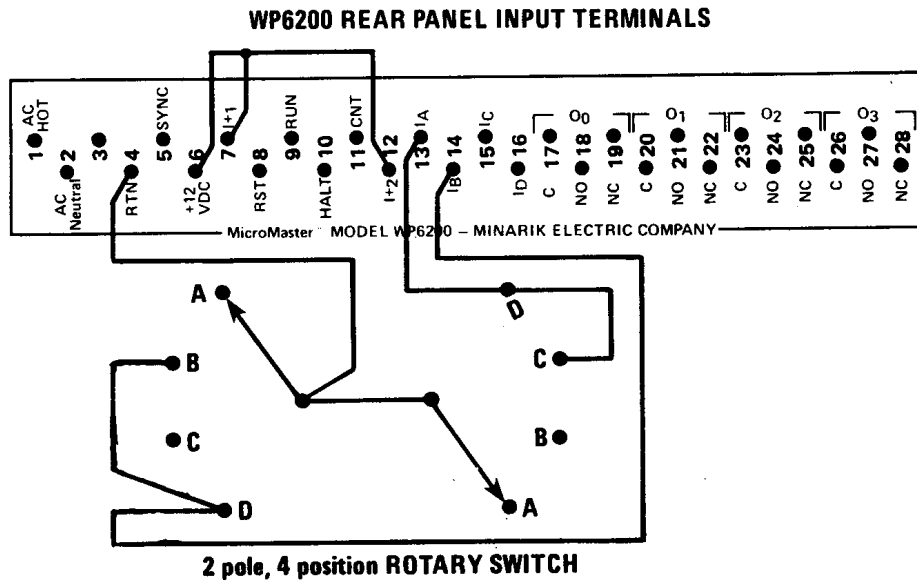 WP6200 REAR PANEL INPUT TERMINALS
1 AC HOT
2 AC Neutral
3
4 RTN
5 SYNC
6 +12 VDC
7 I+1
8 RST
9 RUN
10 HALT
11 CNT
12 I+2
13 IA
14 IB
15 IC
16 ID
O0
17 C
18 NO
19 NC
O1
20 C
21 NO
22 NC
O2
23 C
24 NO
25 NC
O3
26 C
27 NO
28 NC
MicroMaster MODEL WP6200 – MINARIK ELECTRIC COMPANY
A
B
C
D
D
C
B
A
2 pole, 4 position ROTARY SWITCH